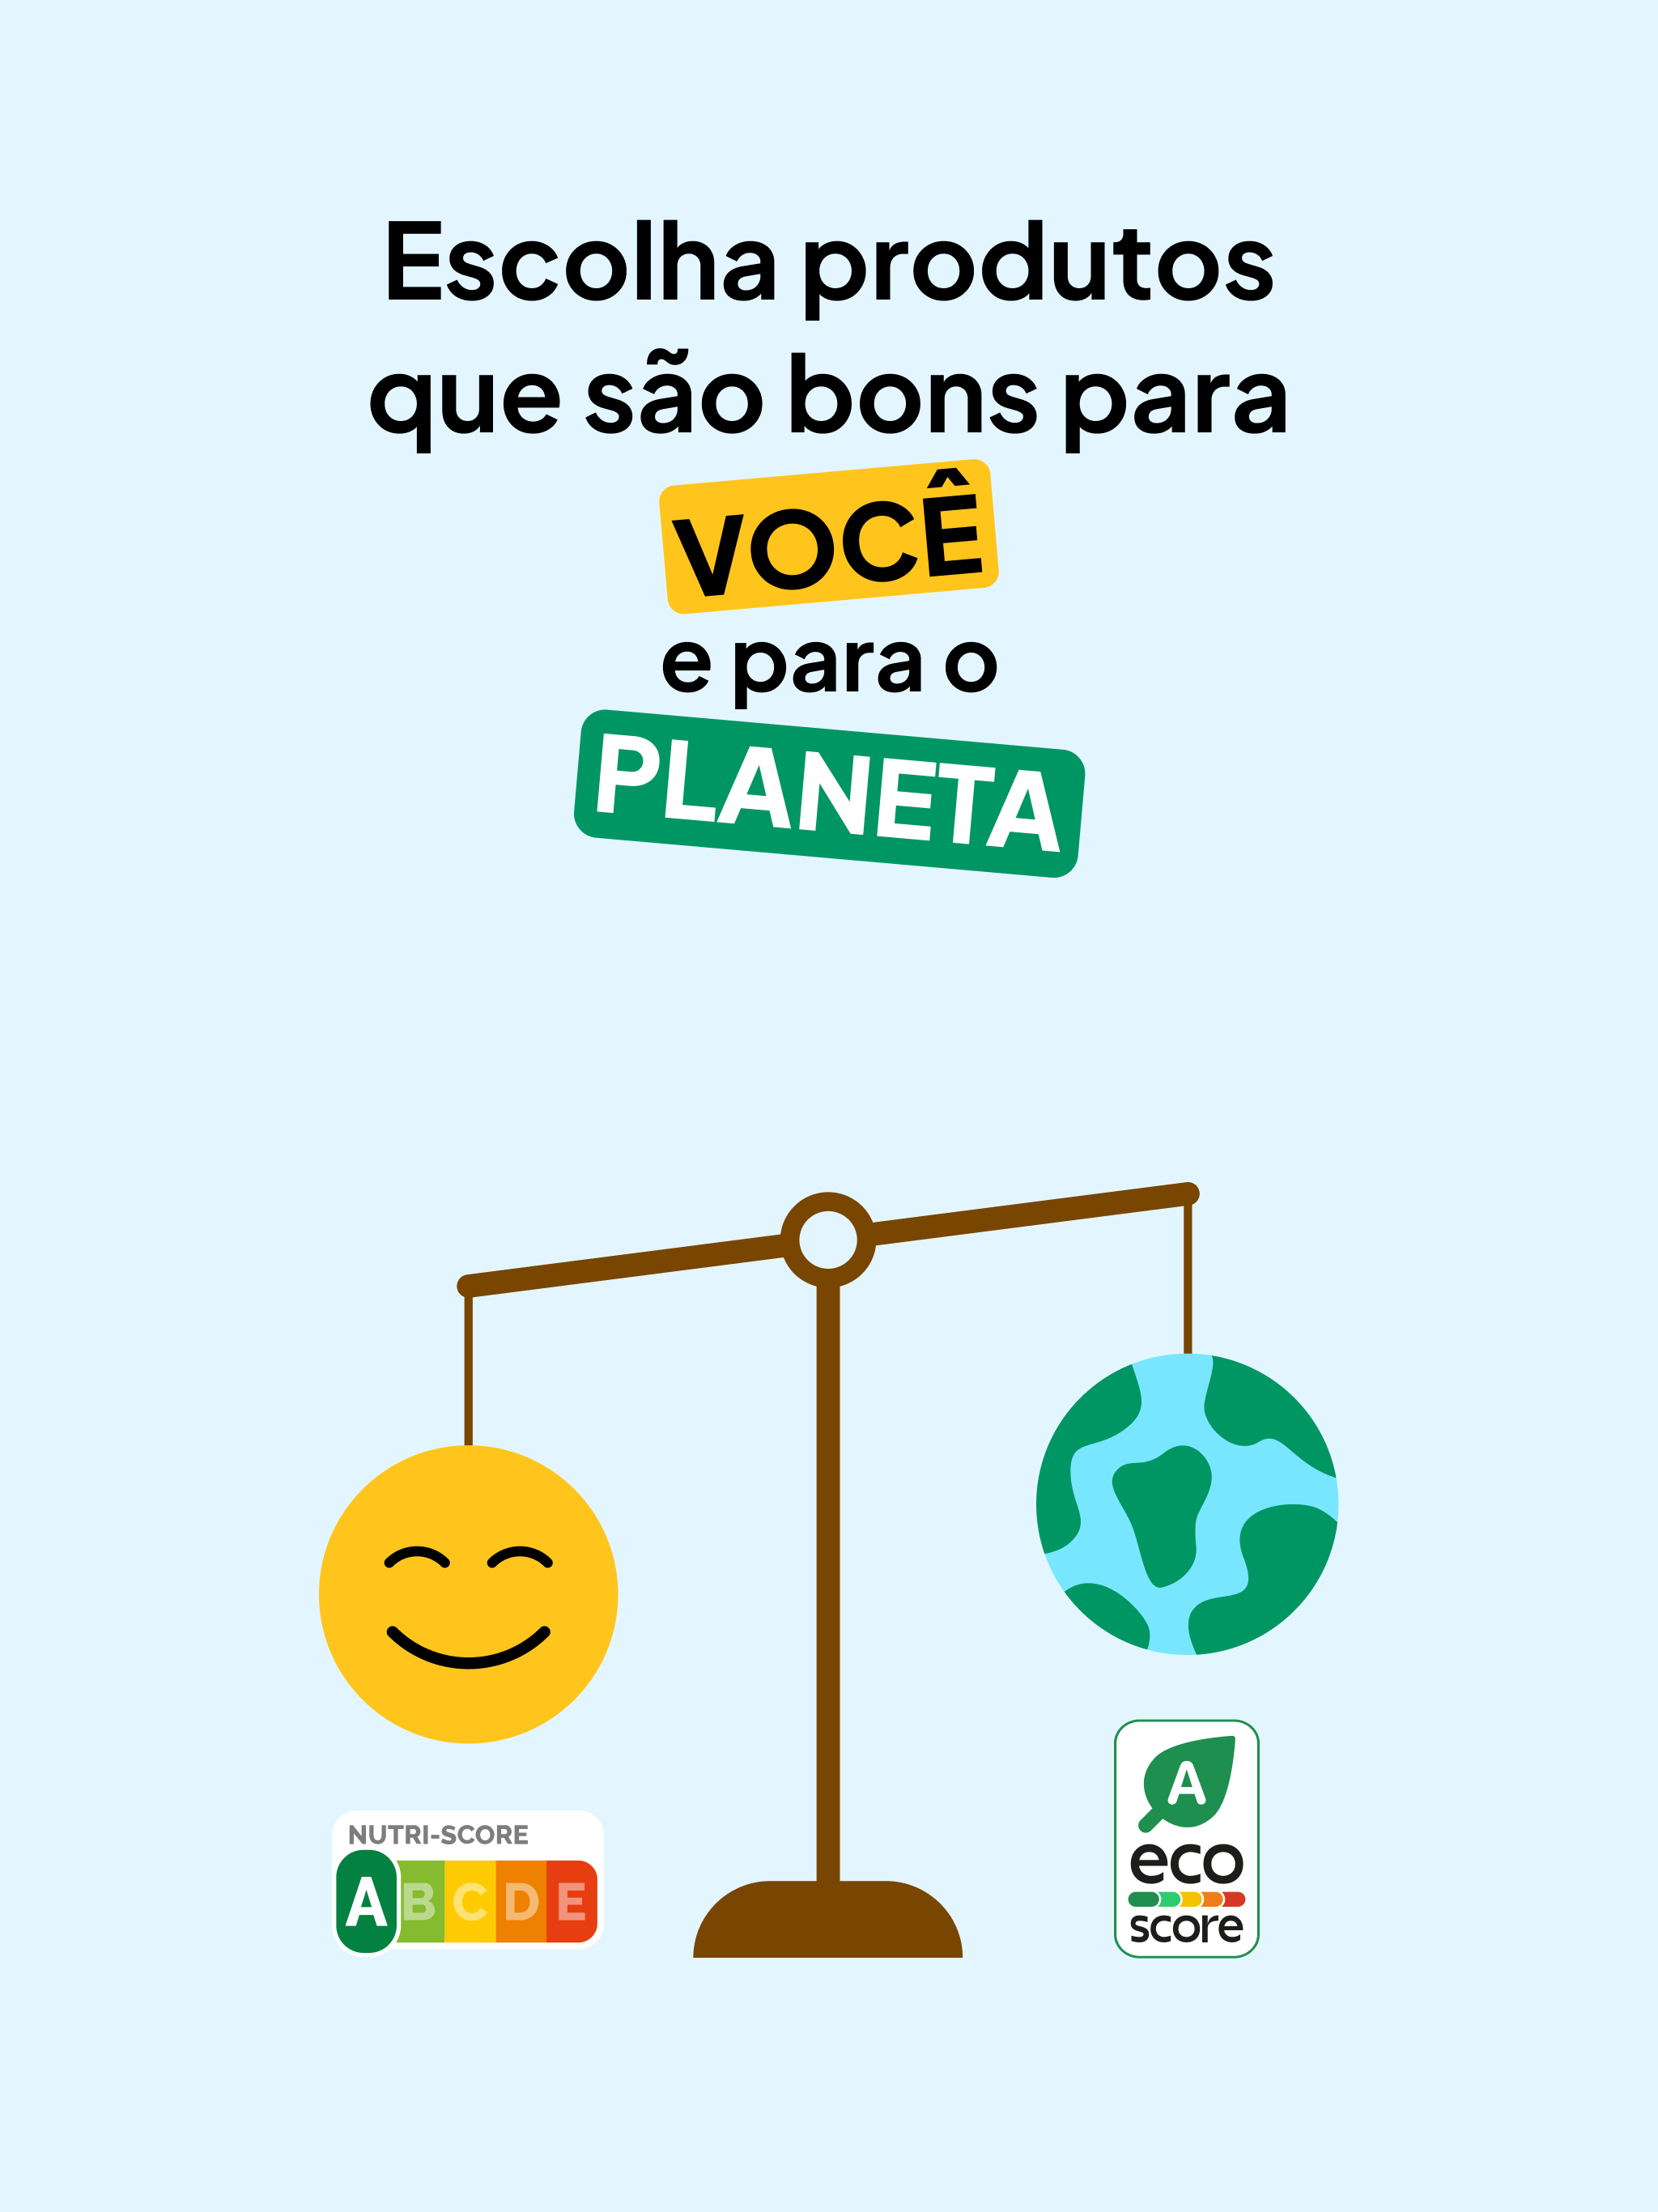 Escolha produtos
que são bons para
VOCÊ
e para o
PLANETA
NUTRI-SCORE
A B C D E
A
eco
score